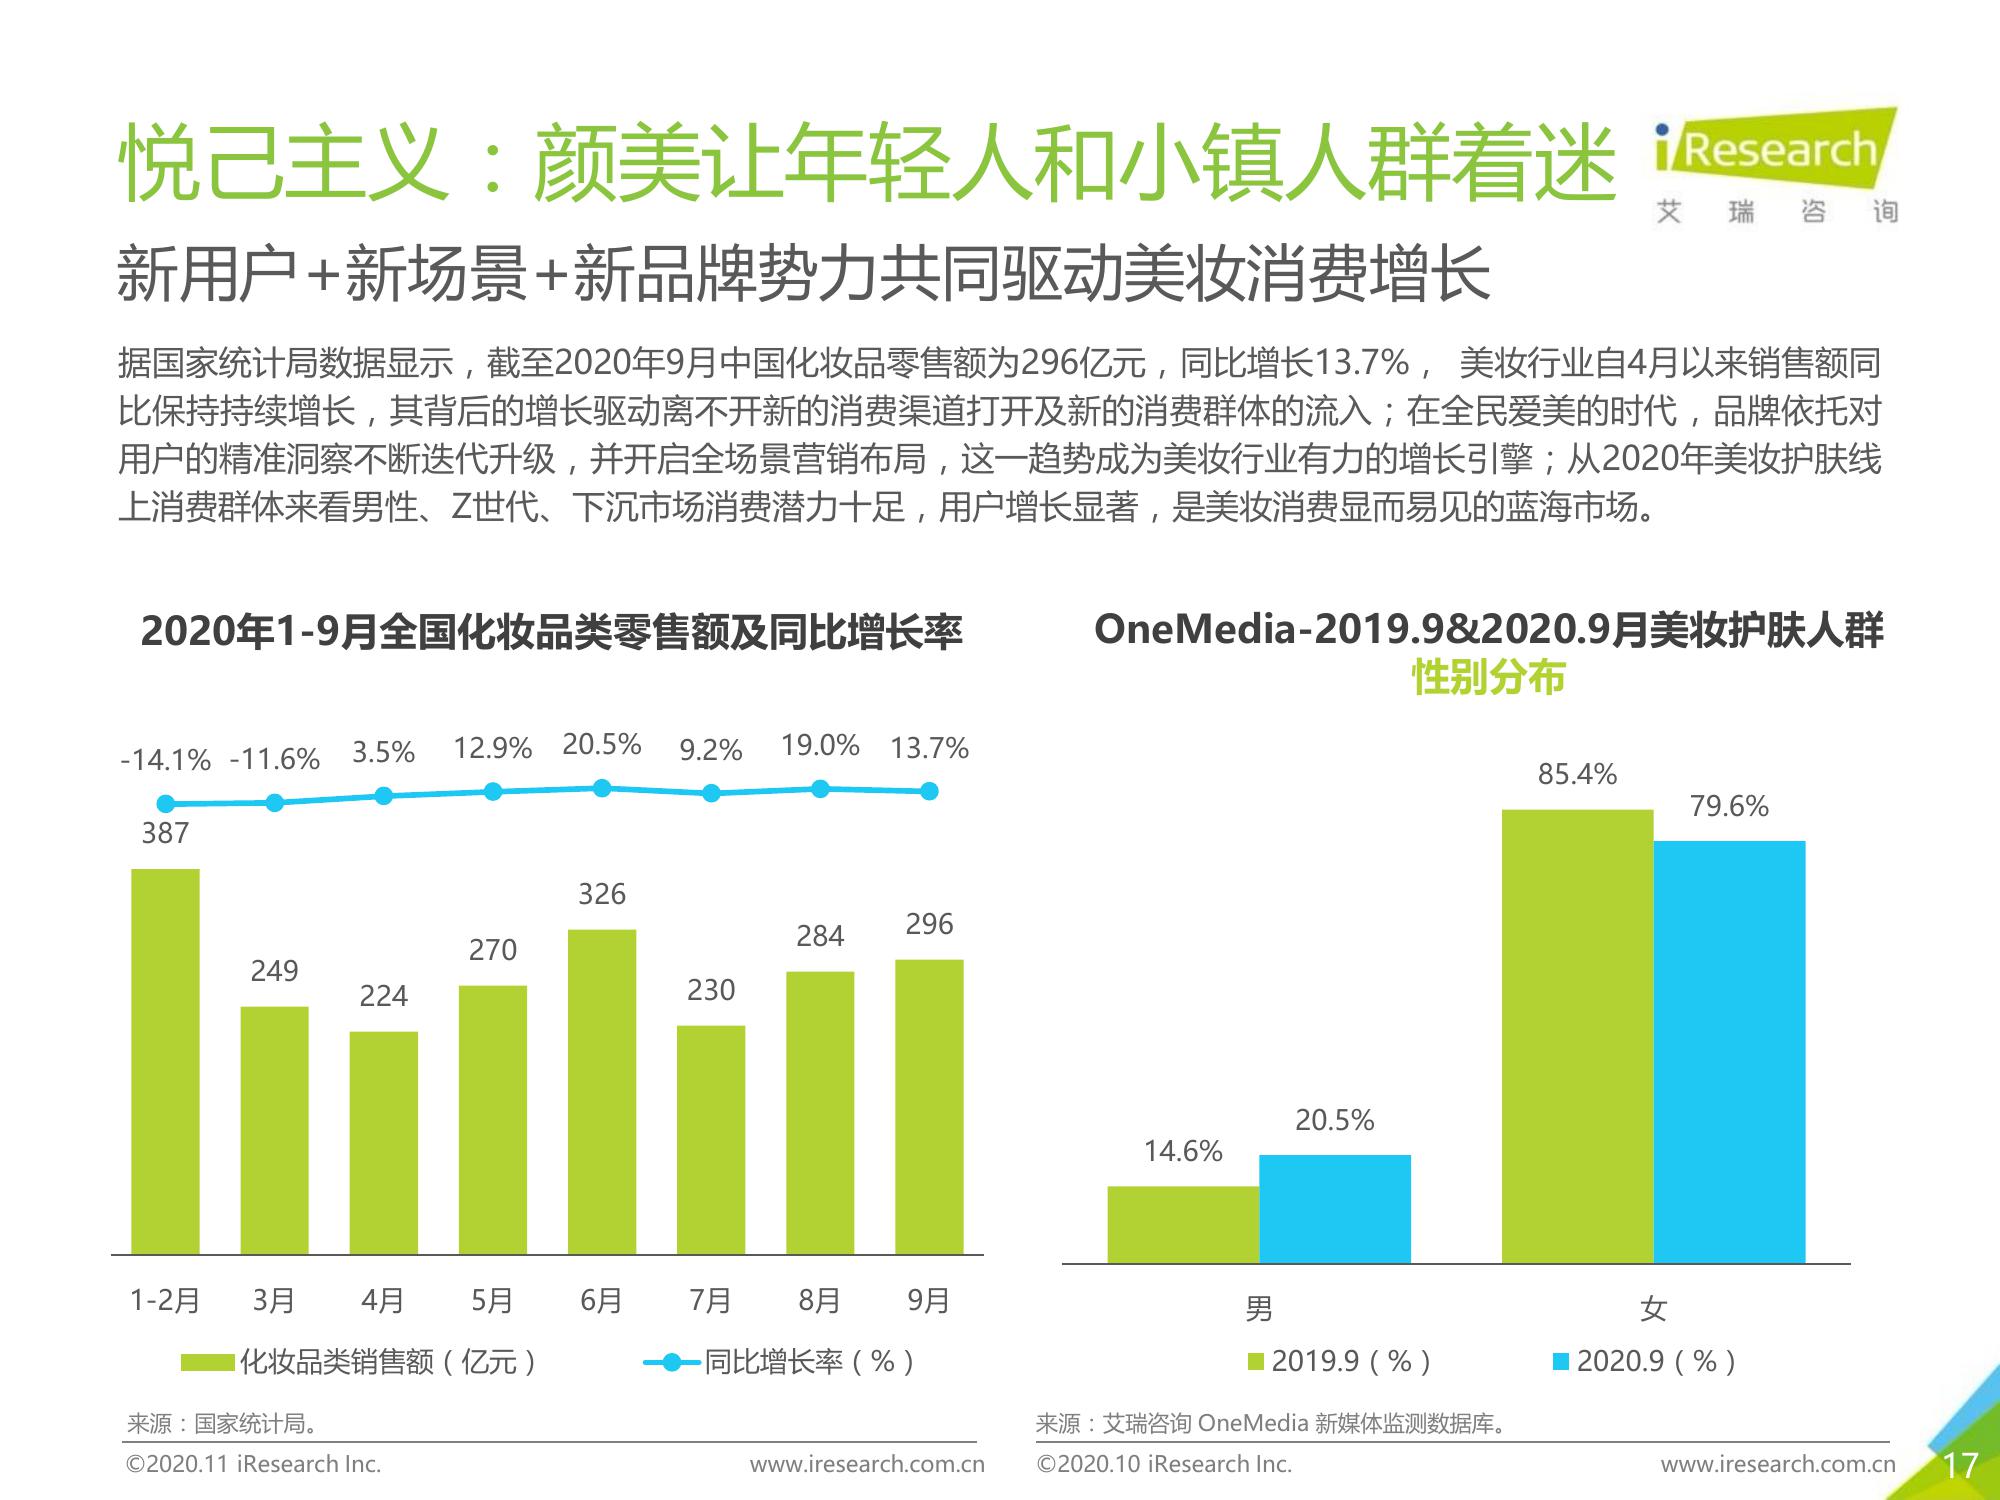 悦己主义：颜美让年轻人和小镇人群着迷
iResearch
艾瑞咨询
新用户+新场景+新品牌势力共同驱动美妆消费增长
据国家统计局数据显示，截至2020年9月中国化妆品零售额为296亿元，同比增长13.7%， 美妆行业自4月以来销售额同
比保持持续增长，其背后的增长驱动离不开新的消费渠道打开及新的消费群体的流入；在全民爱美的时代，品牌依托对
用户的精准洞察不断迭代升级，并开启全场景营销布局，这一趋势成为美妆行业有力的增长引擎；从2020年美妆护肤线
上消费群体来看男性、Z世代、下沉市场消费潜力十足，用户增长显著，是美妆消费显而易见的蓝海市场。
2020年1-9月全国化妆品类零售额及同比增长率
-14.1% -11.6% 3.5% 12.9% 20.5% 9.2% 19.0% 13.7%
387 249 224 270 326 230 284 296
1-2月 3月 4月 5月 6月 7月 8月 9月
化妆品类销售额（亿元） 同比增长率（%）
来源：国家统计局。
©2020.11 iResearch Inc. www.iresearch.com.cn
OneMedia-2019.9&2020.9月美妆护肤人群
性别分布
14.6% 20.5% 85.4% 79.6%
男 女
2019.9（%） 2020.9（%）
来源：艾瑞咨询 OneMedia 新媒体监测数据库。
©2020.10 iResearch Inc. www.iresearch.com.cn
17